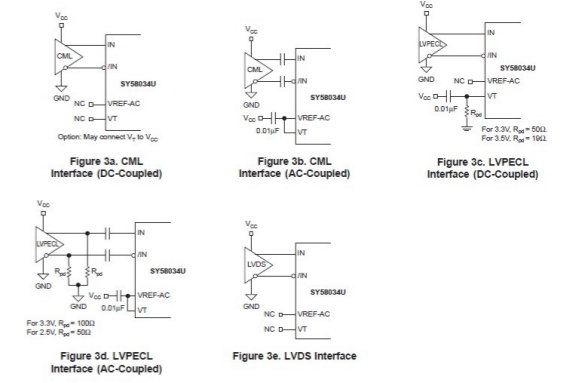 VCC
CML
IN
/IN
SY58034U
GND
NC
VREF-AC
NC
VT
Option: May connect VT to VCC
Figure 3a. CML
Interface (DC-Coupled)
VCC
CML
IN
/IN
SY58034U
GND
VCC
VREF-AC
0.01µF
VT
Figure 3b. CML
Interface (AC-Coupled)
VCC
LVPECL
IN
/IN
SY58034U
GND
NC
VREF-AC
VCC
VT
0.01µF
Rpd
For 3.3V, Rpd = 50Ω.
For 3.5V, Rpd = 19Ω.
Figure 3c. LVPECL
Interface (DC-Coupled)
VCC
LVPECL
IN
/IN
Rpd
Rpd
SY58034U
GND
GND
VCC
VREF-AC
0.01µF
VT
For 3.3V, Rpd = 100Ω
For 2.5V, Rpd = 50Ω
Figure 3d. LVPECL
Interface (AC-Coupled)
VCC
LVDS
IN
/IN
SY58034U
GND
NC
VREF-AC
NC
VT
Figure 3e. LVDS Interface